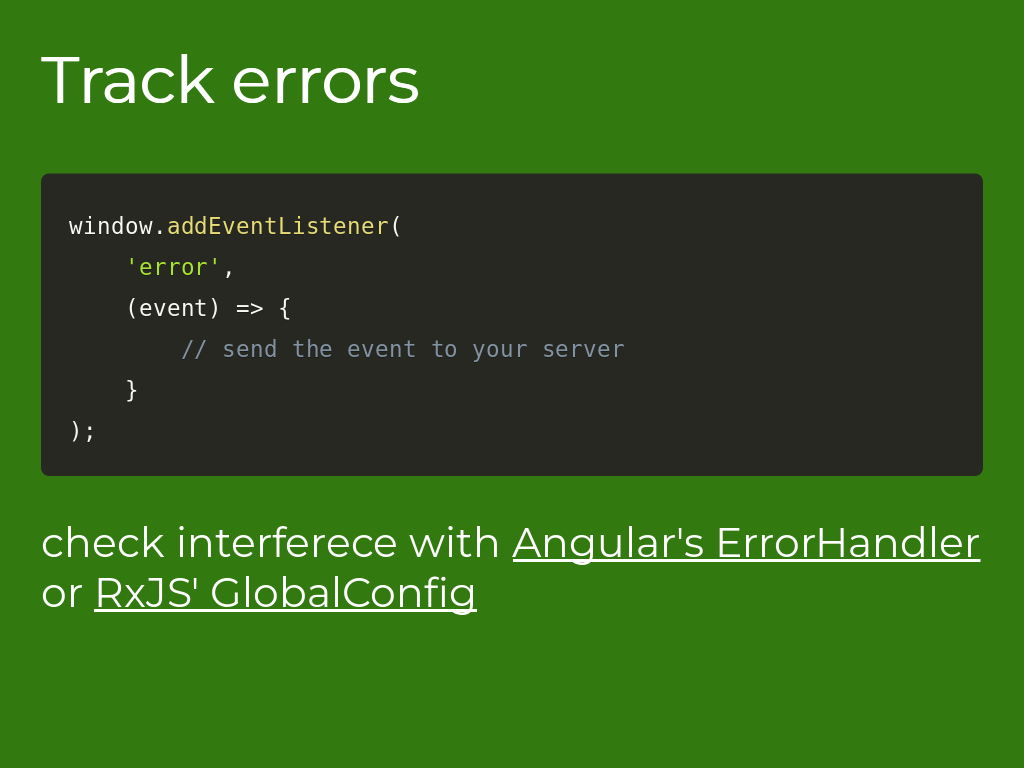 Track errors
window.addEventListener(
    'error',
    (event) => {
        // send the event to your server
    }
);
check interferece with Angular's ErrorHandler
or RxJS' GlobalConfig